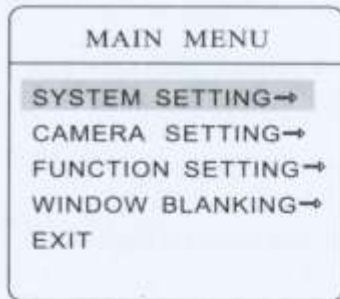 MAIN MENU
SYSTEM SETTING→
CAMERA SETTING→
FUNCTION SETTING→
WINDOW BLANKING→
EXIT